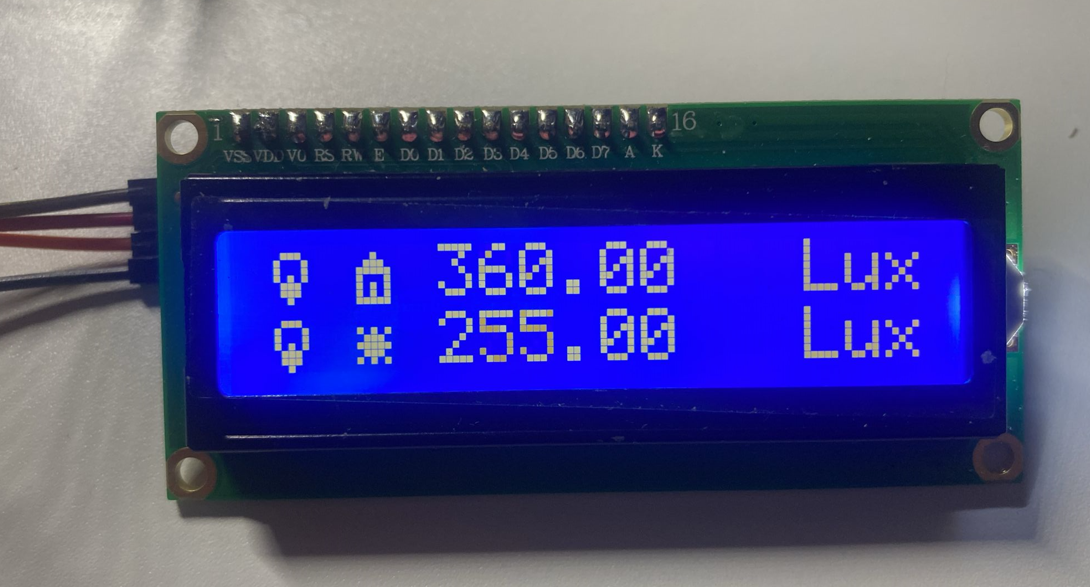 1 16
VSS VDD V0 RS RW E D0 D1 D2 D3 D4 D5 D6 D7 A K
360.00 Lux
255.00 Lux